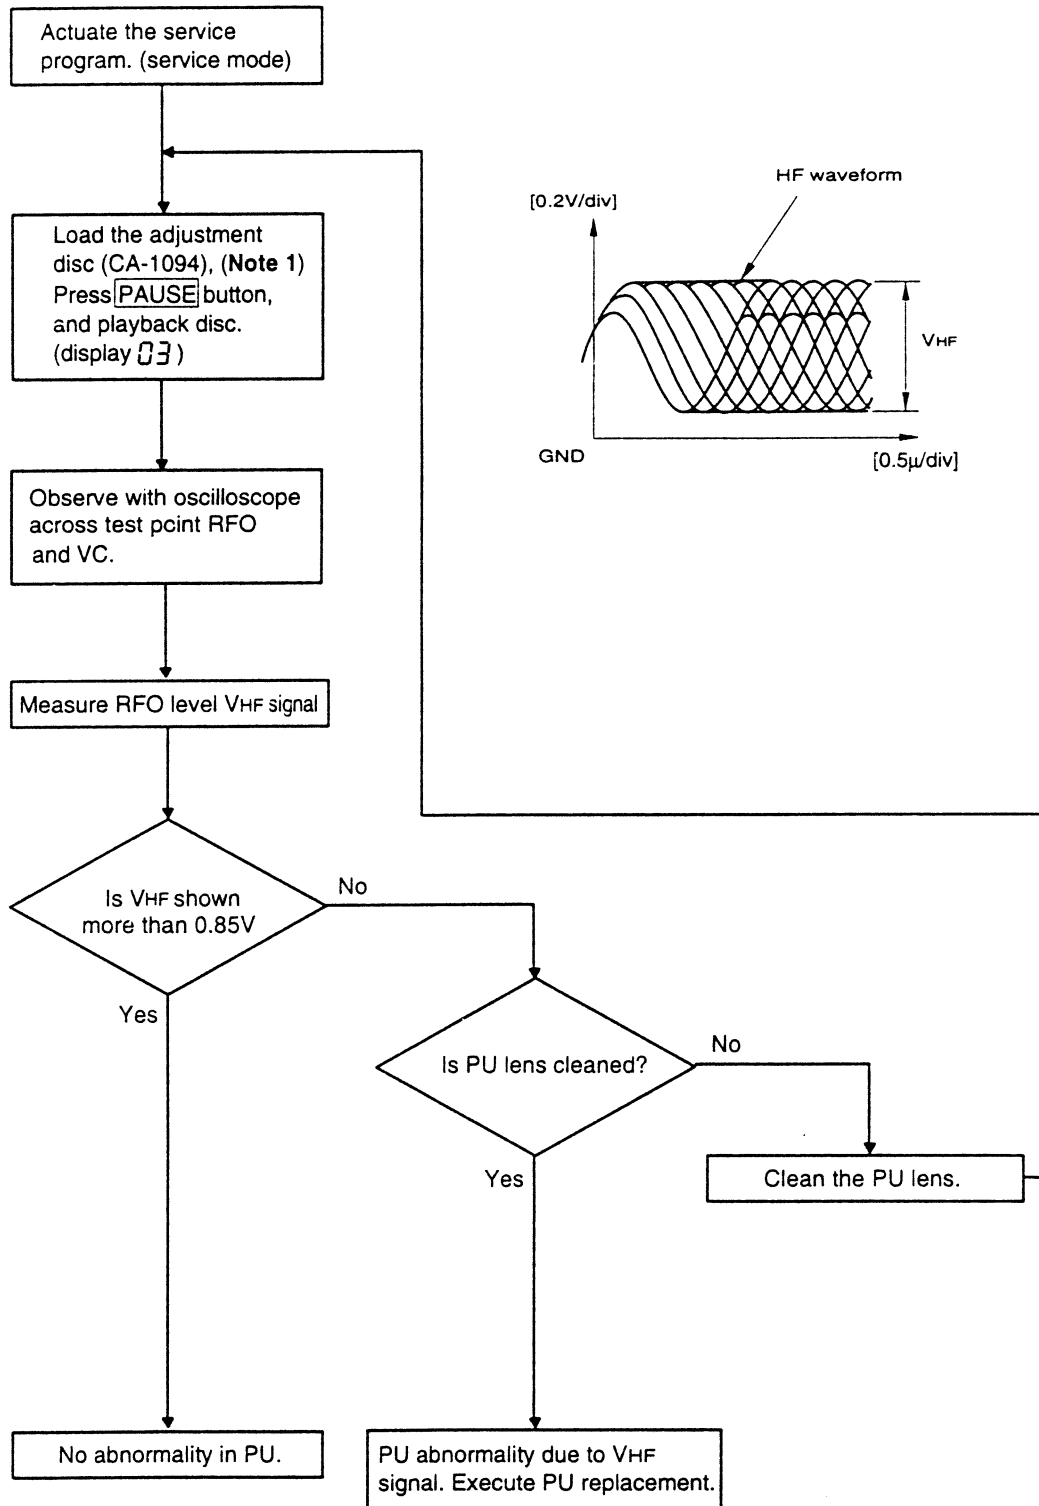 Actuate the service
program. (service mode)
Load the adjustment
disc (CA-1094), (Note 1)
Press PAUSE button,
and playback disc.
(display 03)
Observe with oscilloscope
across test point RFO
and VC.
Measure RFO level VHF signal
Is VHF shown
more than 0.85V
No
Yes
Is PU lens cleaned?
No
Yes
Clean the PU lens.
No abnormality in PU.
PU abnormality due to VHF
signal. Execute PU replacement.
HF waveform
[0.2V/div]
VHF
GND
[0.5μ/div]